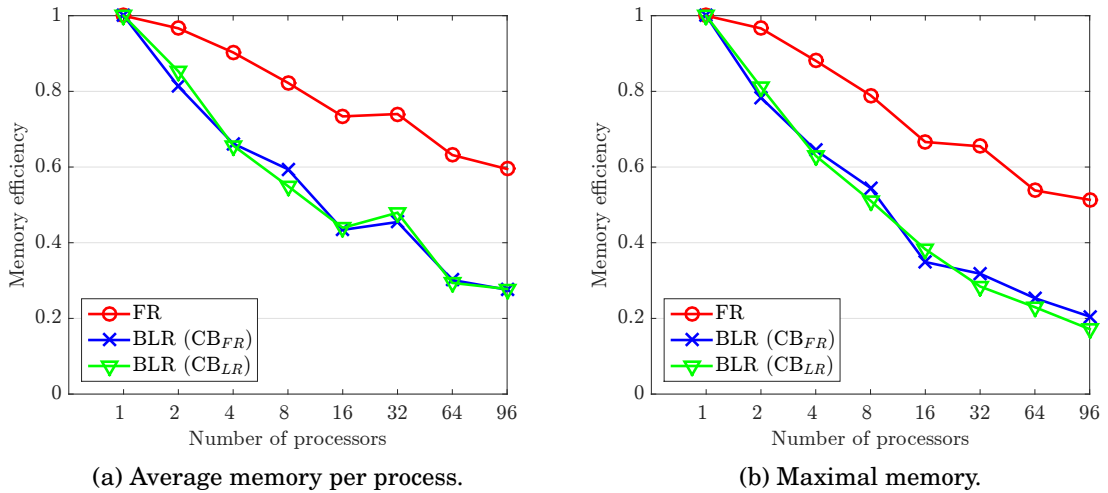 1
0.8
0.6
0.4
0.2
0
Memory efficiency
FR
BLR (CB_FR)
BLR (CB_LR)
1 2 4 8 16 32 64 96
Number of processors
(a) Average memory per process.
1
0.8
0.6
0.4
0.2
0
Memory efficiency
FR
BLR (CB_FR)
BLR (CB_LR)
1 2 4 8 16 32 64 96
Number of processors
(b) Maximal memory.